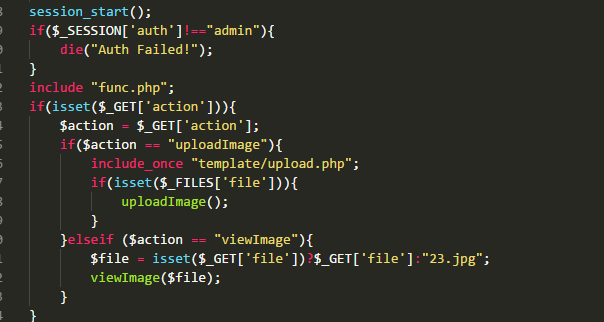 session_start();
if($_SESSION['auth']!=="admin"){
die("Auth Failed!");
}
include "func.php";
if(isset($_GET['action'])){
$action = $_GET['action'];
if($action == "uploadImage"){
include_once "template/upload.php";
if(isset($_FILES['file'])){
uploadImage();
}
}elseif ($action == "viewImage"){
$file = isset($_GET['file'])?$_GET['file']:"23.jpg";
viewImage($file);
}
}